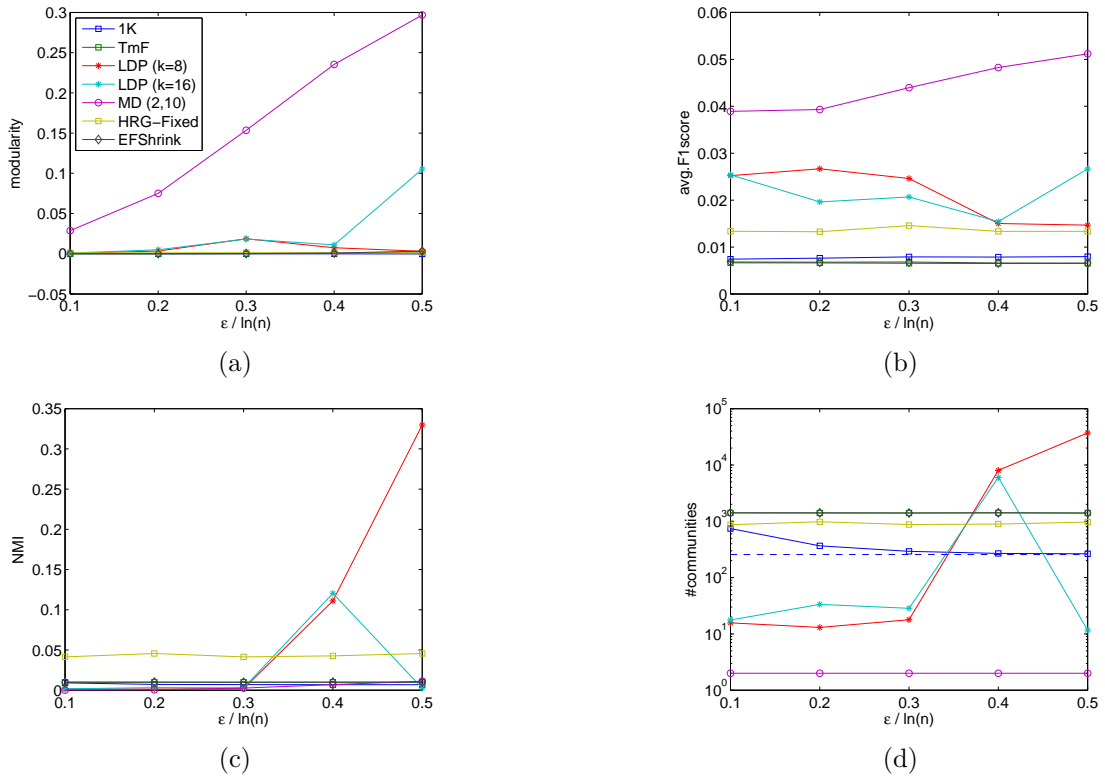 0.3
0.25
0.2
0.15
0.1
0.05
0
−0.05
modularity
1K
TmF
LDP (k=8)
LDP (k=16)
MD (2,10)
HRG−Fixed
EFShrink
0.1 0.2 0.3 0.4 0.5
ε / ln(n)
(a)
0.06
0.05
0.04
0.03
0.02
0.01
0
avg.F1score
0.1 0.2 0.3 0.4 0.5
ε / ln(n)
(b)
0.35
0.3
0.25
0.2
0.15
0.1
0.05
0
NMI
0.1 0.2 0.3 0.4 0.5
ε / ln(n)
(c)
10^5
10^4
10^3
10^2
10^1
10^0
#communities
0.1 0.2 0.3 0.4 0.5
ε / ln(n)
(d)